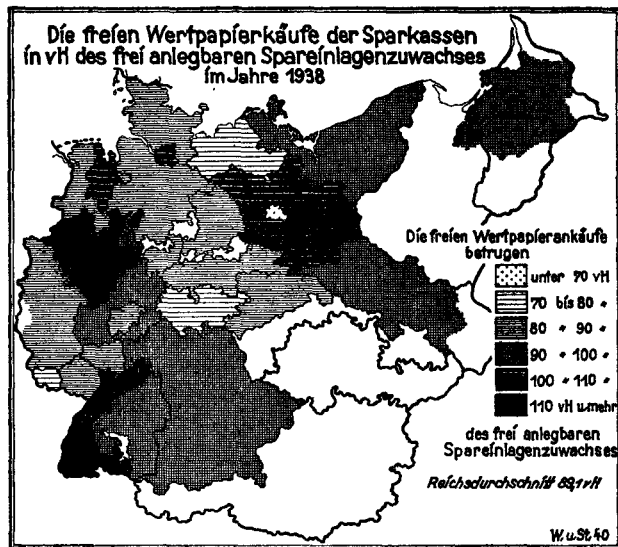 Die freien Wertpapierkäufe der Sparkassen
in vH des frei anlegbaren Spareinlagenzuwachses
im Jahre 1938
Die freien Wertpapierankäufe
betrugen
unter 70 vH
70 bis 80 "
80 " 90 "
90 " 100 "
100 " 110 "
110 vH u.mehr
des frei anlegbaren
Spareinlagenzuwachses
Reichsdurchschnitt 89,1 vH
W.u.St.40